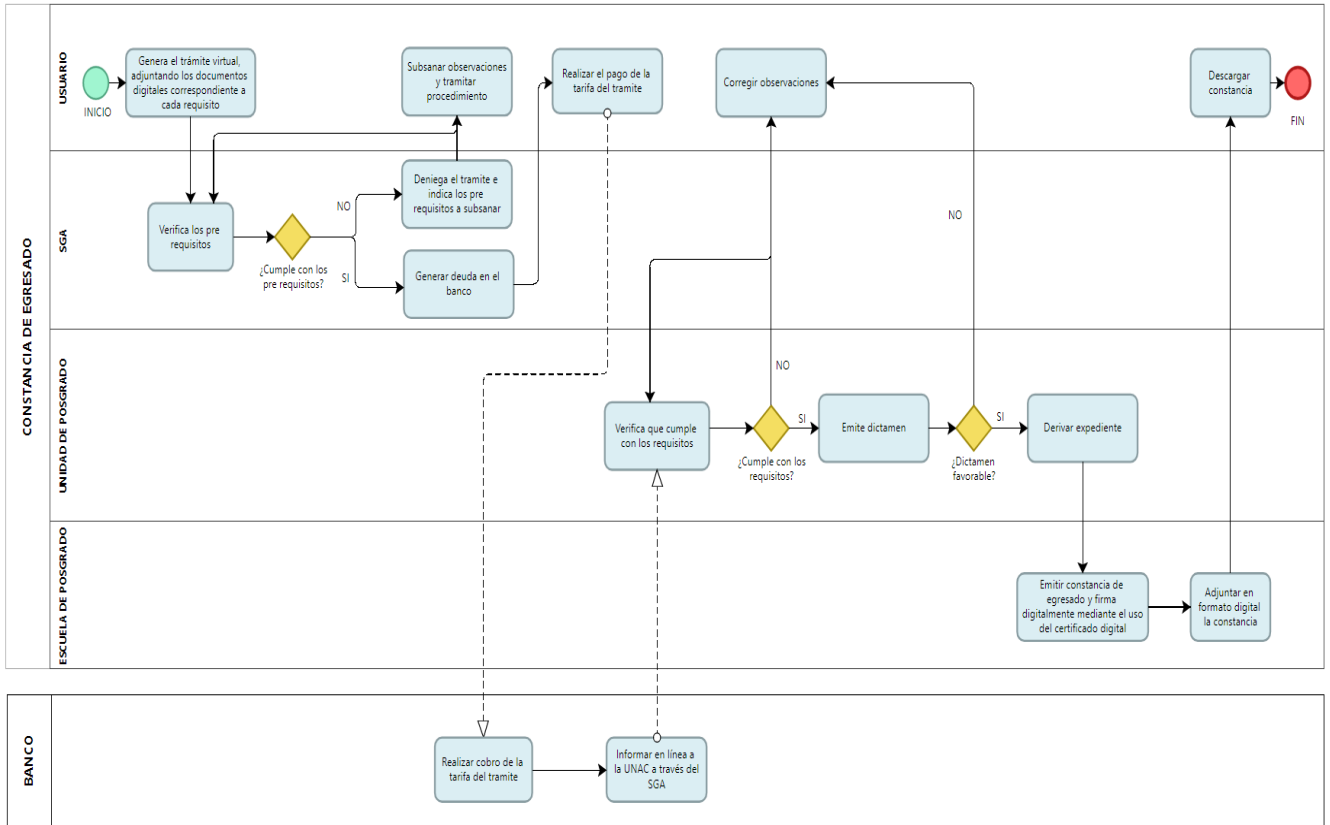 CONSTANCIA DE EGRESADO
USUARIO
INICIO
Genera el trámite virtual,
adjuntando los documentos
digitales correspondiente a
cada requisito
Subsanar observaciones
y tramitar
procedimiento
Realizar el pago de la
tarifa del tramite
Corregir observaciones
Descargar
constancia
FIN
SGA
Verifica los pre
requisitos
¿Cumple con los
pre requisitos?
NO
SI
Deniega el tramite e
indica los pre
requisitos a subsanar
Generar deuda en el
banco
NO
UNIDAD DE POSGRADO
Verifica que cumple
con los requisitos
NO
¿Cumple con los
requisitos?
SI
Emite dictamen
¿Dictamen
favorable?
SI
Derivar expediente
ESCUELA DE POSGRADO
Emitir constancia de
egresado y firma
digitalmente mediante el uso
del certificado digital
Adjuntar en
formato digital
la constancia
BANCO
Realizar cobro de la
tarifa del tramite
Informar en línea a
la UNAC a través del
SGA